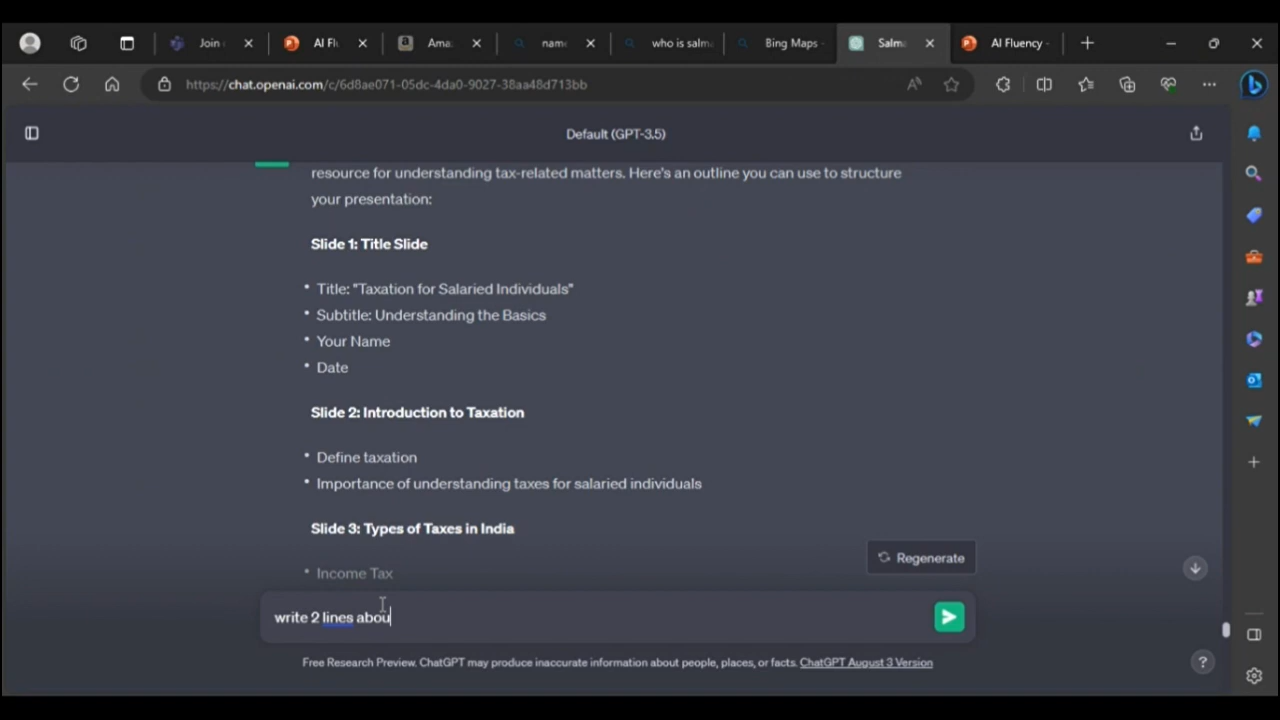 Join
AI Fl
Ama
nam
who is salm
Bing Maps
Salm
AI Fluency
https://chat.openai.com/c/6d8ae071-05dc-4da0-9027-38aa48d713bb
Default (GPT-3.5)
resource for understanding tax-related matters. Here's an outline you can use to structure
your presentation:
Slide 1: Title Slide
• Title: "Taxation for Salaried Individuals"
• Subtitle: Understanding the Basics
• Your Name
• Date
Slide 2: Introduction to Taxation
• Define taxation
• Importance of understanding taxes for salaried individuals
Slide 3: Types of Taxes in India
Regenerate
• Income Tax
write 2 lines abou
Free Research Preview. ChatGPT may produce inaccurate information about people, places, or facts. ChatGPT August 3 Version